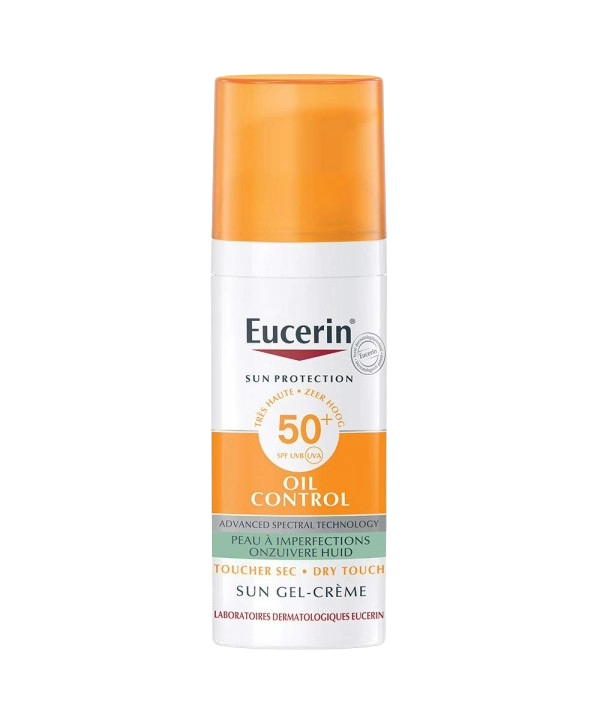 Eucerin®
Eucerin
SUN PROTECTION
TRÈS HAUTE • ZEER HOOG
50+
SPF UVB UVA
OIL
CONTROL
ADVANCED SPECTRAL TECHNOLOGY
PEAU À IMPERFECTIONS
ONZUIVERE HUID
TOUCHER SEC • DRY TOUCH
SUN GEL-CRÈME
LABORATOIRES DERMATOLOGIQUES EUCERIN